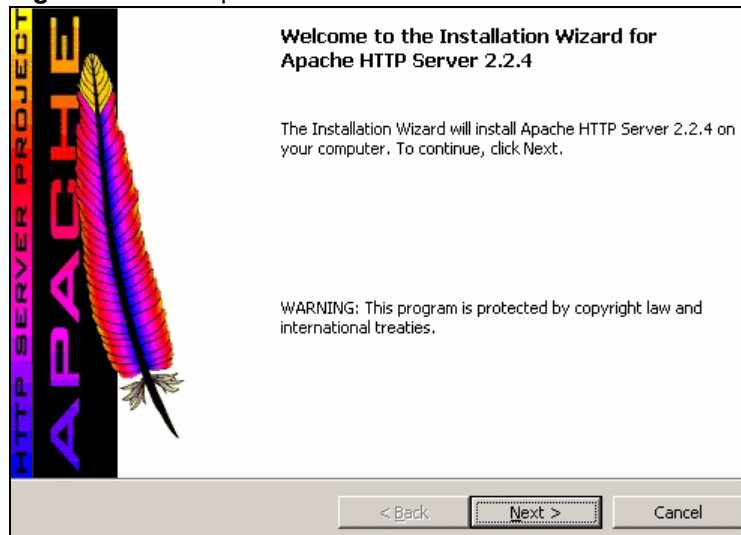 HTTP SERVER PROJECT
APACHE
Welcome to the Installation Wizard for
Apache HTTP Server 2.2.4
The Installation Wizard will install Apache HTTP Server 2.2.4 on
your computer. To continue, click Next.
WARNING: This program is protected by copyright law and
international treaties.
< Back
Next >
Cancel